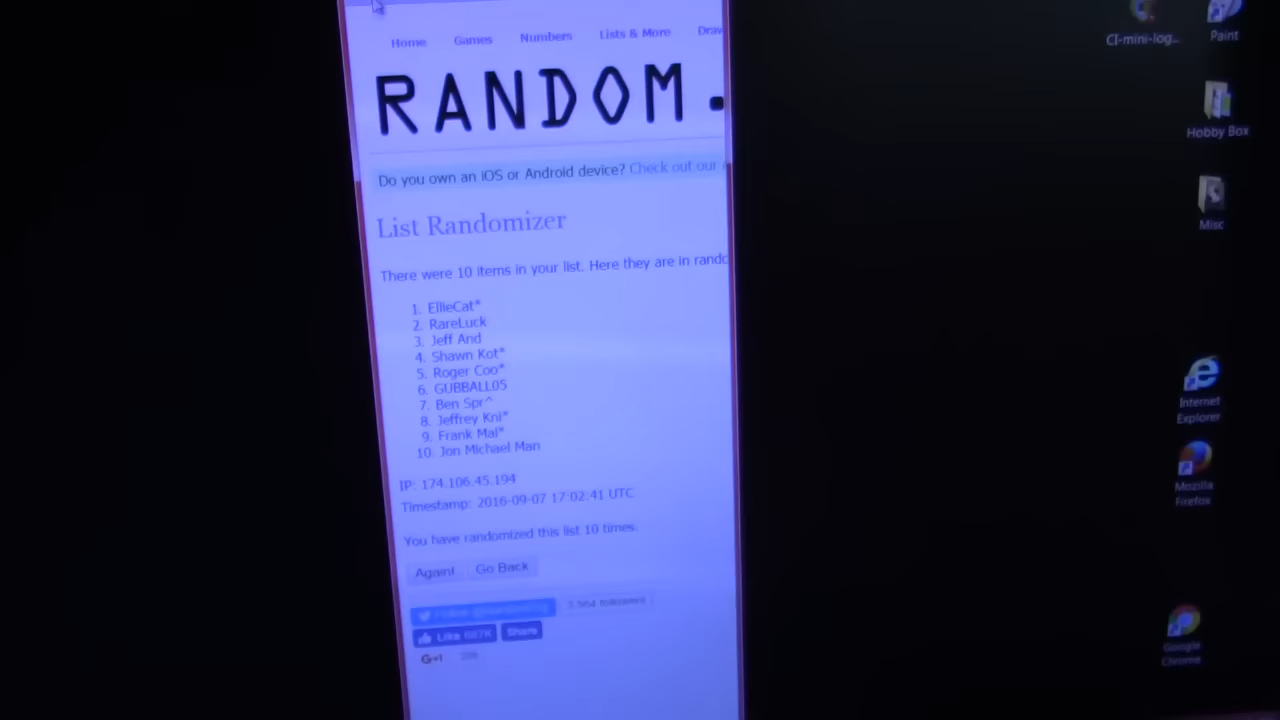 Home Games Numbers Lists & More
RANDOM.
Do you own an iOS or Android device? Check out our
List Randomizer
There were 10 items in your list. Here they are in
1. EllieCat*
2. RareLuck
3. Jeff And
4. Shawn Kot*
5. Roger Coo*
6. GUBBALL05
7. Ben Spr^
8. Jeffrey Kni*
9. Frank Mal*
10. Jon Michael Man
IP: 174.106.45.194
Timestamp: 2016-09-07 17:02:41 UTC
You have randomized this list 10 times.
Again! Go Back
Like 687K Share
G+1
CI-mini-log...
Paint
Hobby Box
Misc
Internet
Explorer
Mozilla
Firefox
Google
Chrome